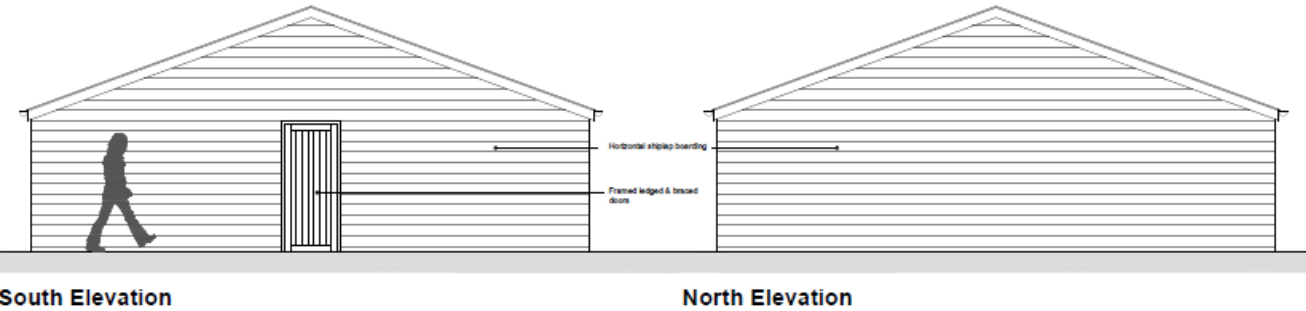 Horizontal shiplap boarding
Framed ledged & braced
doors
South Elevation
North Elevation